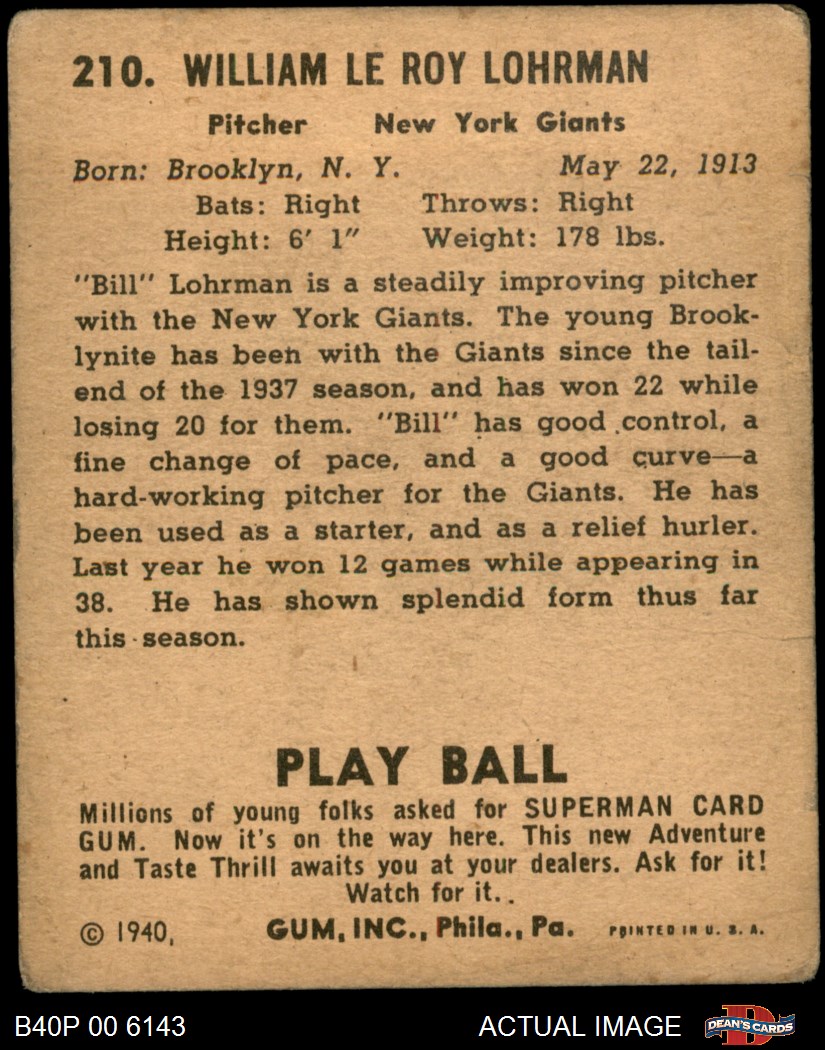 210. WILLIAM LE ROY LOHRMAN
Pitcher New York Giants
Born: Brooklyn, N. Y. May 22, 1913
Bats: Right Throws: Right
Height: 6' 1" Weight: 178 lbs.
"Bill" Lohrman is a steadily improving pitcher
with the New York Giants. The young Brook-
lynite has been with the Giants since the tail-
end of the 1937 season, and has won 22 while
losing 20 for them. "Bill" has good control, a
fine change of pace, and a good curve—a
hard-working pitcher for the Giants. He has
been used as a starter, and as a relief hurler.
Last year he won 12 games while appearing in
38. He has shown splendid form thus far
this season.
PLAY BALL
Millions of young folks asked for SUPERMAN CARD
GUM. Now it's on the way here. This new Adventure
and Taste Thrill awaits you at your dealers. Ask for it!
Watch for it..
© 1940, GUM, INC., Phila., Pa. PRINTED IN U. S. A.
B40P 00 6143 ACTUAL IMAGE D DEAN'S CARDS